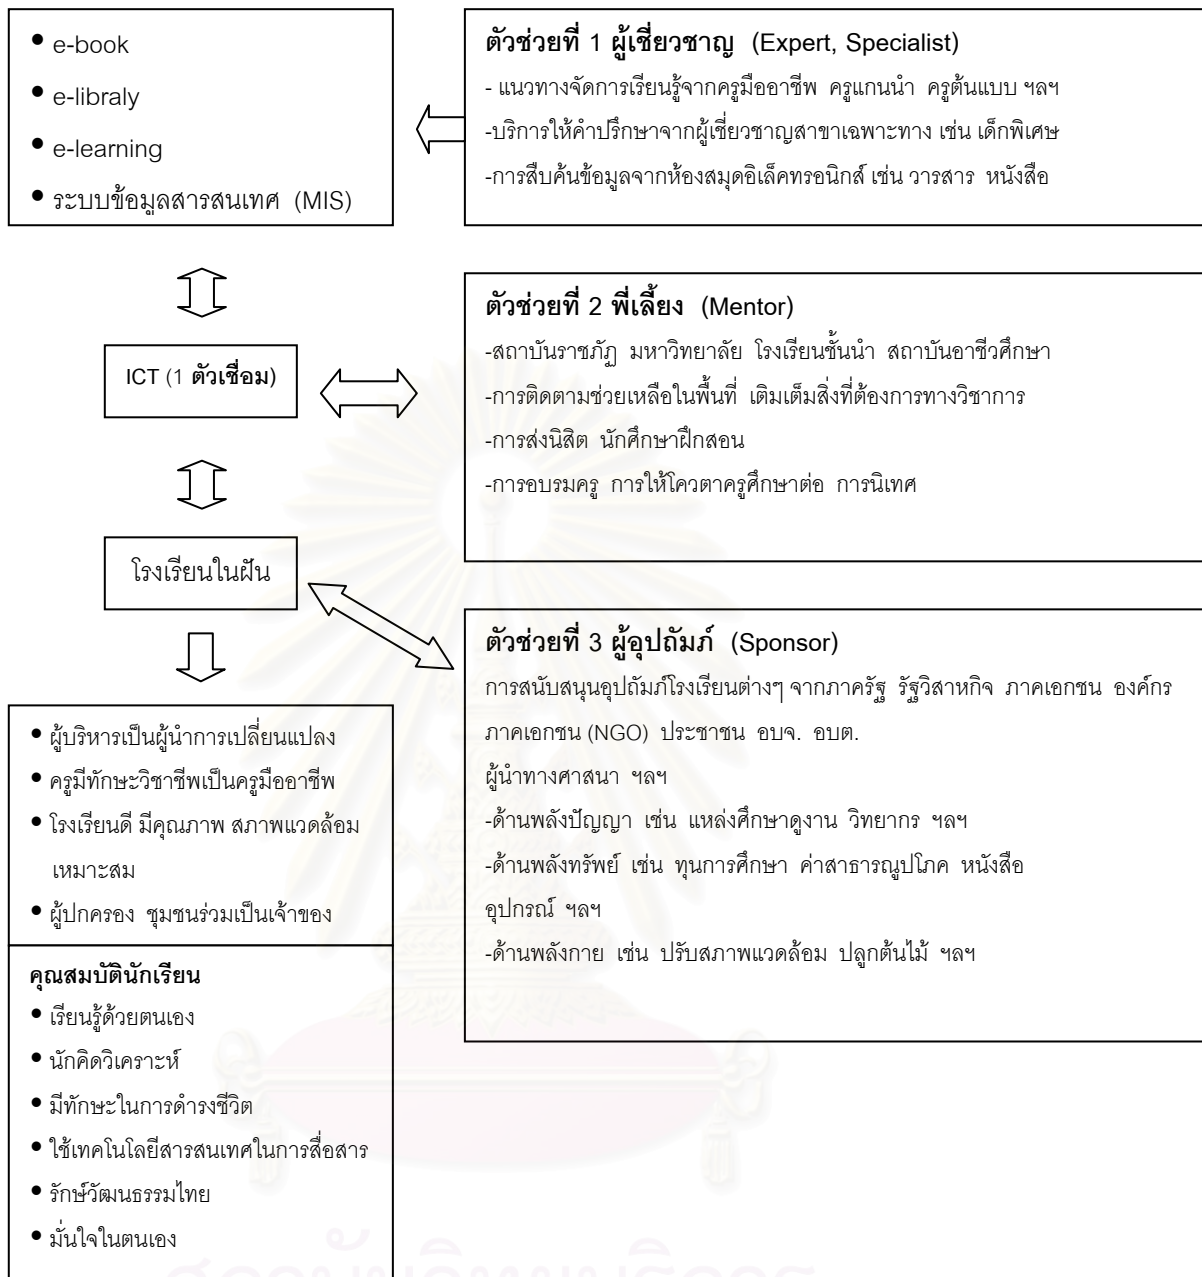 ● e-book
● e-libraly
● e-learning
● ระบบข้อมูลสารสนเทศ (MIS)
ตัวช่วยที่ 1 ผู้เชี่ยวชาญ (Expert, Specialist)
- แนวทางจัดการเรียนรู้จากครูมืออาชีพ ครูแกนนำ ครูต้นแบบ ฯลฯ
-บริการให้คำปรึกษาจากผู้เชี่ยวชาญสาขาเฉพาะทาง เช่น เด็กพิเศษ
-การสืบค้นข้อมูลจากห้องสมุดอิเล็คทรอนิกส์ เช่น วารสาร หนังสือ
ICT (1 ตัวเชื่อม)
ตัวช่วยที่ 2 พี่เลี้ยง (Mentor)
-สถาบันราชภัฏ มหาวิทยาลัย โรงเรียนชั้นนำ สถาบันอาชีวศึกษา
-การติดตามช่วยเหลือในพื้นที่ เติมเต็มสิ่งที่ต้องการทางวิชาการ
-การส่งนิสิต นักศึกษาฝึกสอน
-การอบรมครู การให้โควตาครูศึกษาต่อ การนิเทศ
โรงเรียนในฝัน
ตัวช่วยที่ 3 ผู้อุปถัมภ์ (Sponsor)
การสนับสนุนอุปถัมภ์โรงเรียนต่างๆ จากภาครัฐ รัฐวิสาหกิจ ภาคเอกชน องค์กร
ภาคเอกชน (NGO) ประชาชน อบจ. อบต.
ผู้นำทางศาสนา ฯลฯ
-ด้านพลังปัญญา เช่น แหล่งศึกษาดูงาน วิทยากร ฯลฯ
-ด้านพลังทรัพย์ เช่น ทุนการศึกษา ค่าสาธารณูปโภค หนังสือ
อุปกรณ์ ฯลฯ
-ด้านพลังกาย เช่น ปรับสภาพแวดล้อม ปลูกต้นไม้ ฯลฯ
● ผู้บริหารเป็นผู้นำการเปลี่ยนแปลง
● ครูมีทักษะวิชาชีพเป็นครูมืออาชีพ
● โรงเรียนดี มีคุณภาพ สภาพแวดล้อม
เหมาะสม
● ผู้ปกครอง ชุมชนร่วมเป็นเจ้าของ
คุณสมบัตินักเรียน
● เรียนรู้ด้วยตนเอง
● นักคิดวิเคราะห์
● มีทักษะในการดำรงชีวิต
● ใช้เทคโนโลยีสารสนเทศในการสื่อสาร
● รักษ์วัฒนธรรมไทย
● มั่นใจในตนเอง